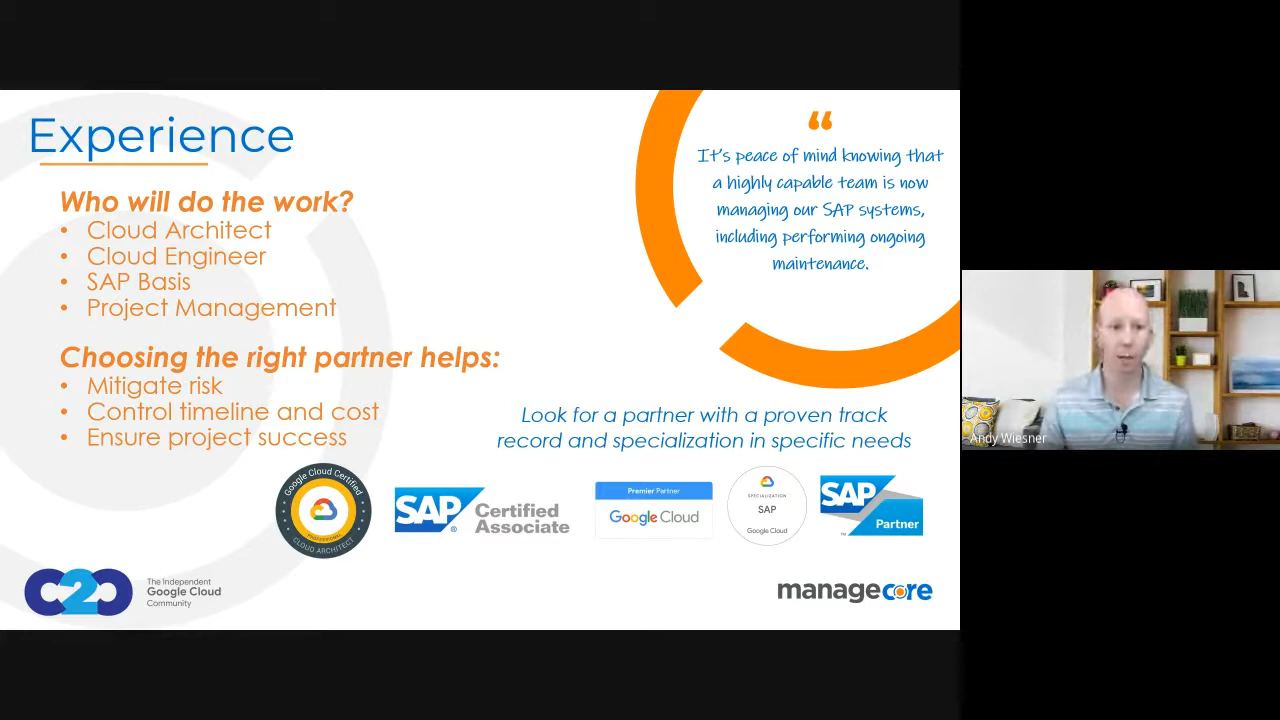 Experience
Who will do the work?
• Cloud Architect
• Cloud Engineer
• SAP Basis
• Project Management
Choosing the right partner helps:
• Mitigate risk
• Control timeline and cost
• Ensure project success
“
It's peace of mind knowing that
a highly capable team is now
managing our SAP systems,
including performing ongoing
maintenance.
Look for a partner with a proven track
record and specialization in specific needs
Google Cloud Certified
PROFESSIONAL
CLOUD ARCHITECT
SAP ®
Certified
Associate
Premier Partner
Google Cloud
SPECIALIZATION
SAP
Google Cloud
SAP
™ Partner
C2C
The Independent
Google Cloud
Community
managecore
Andy Wiesner